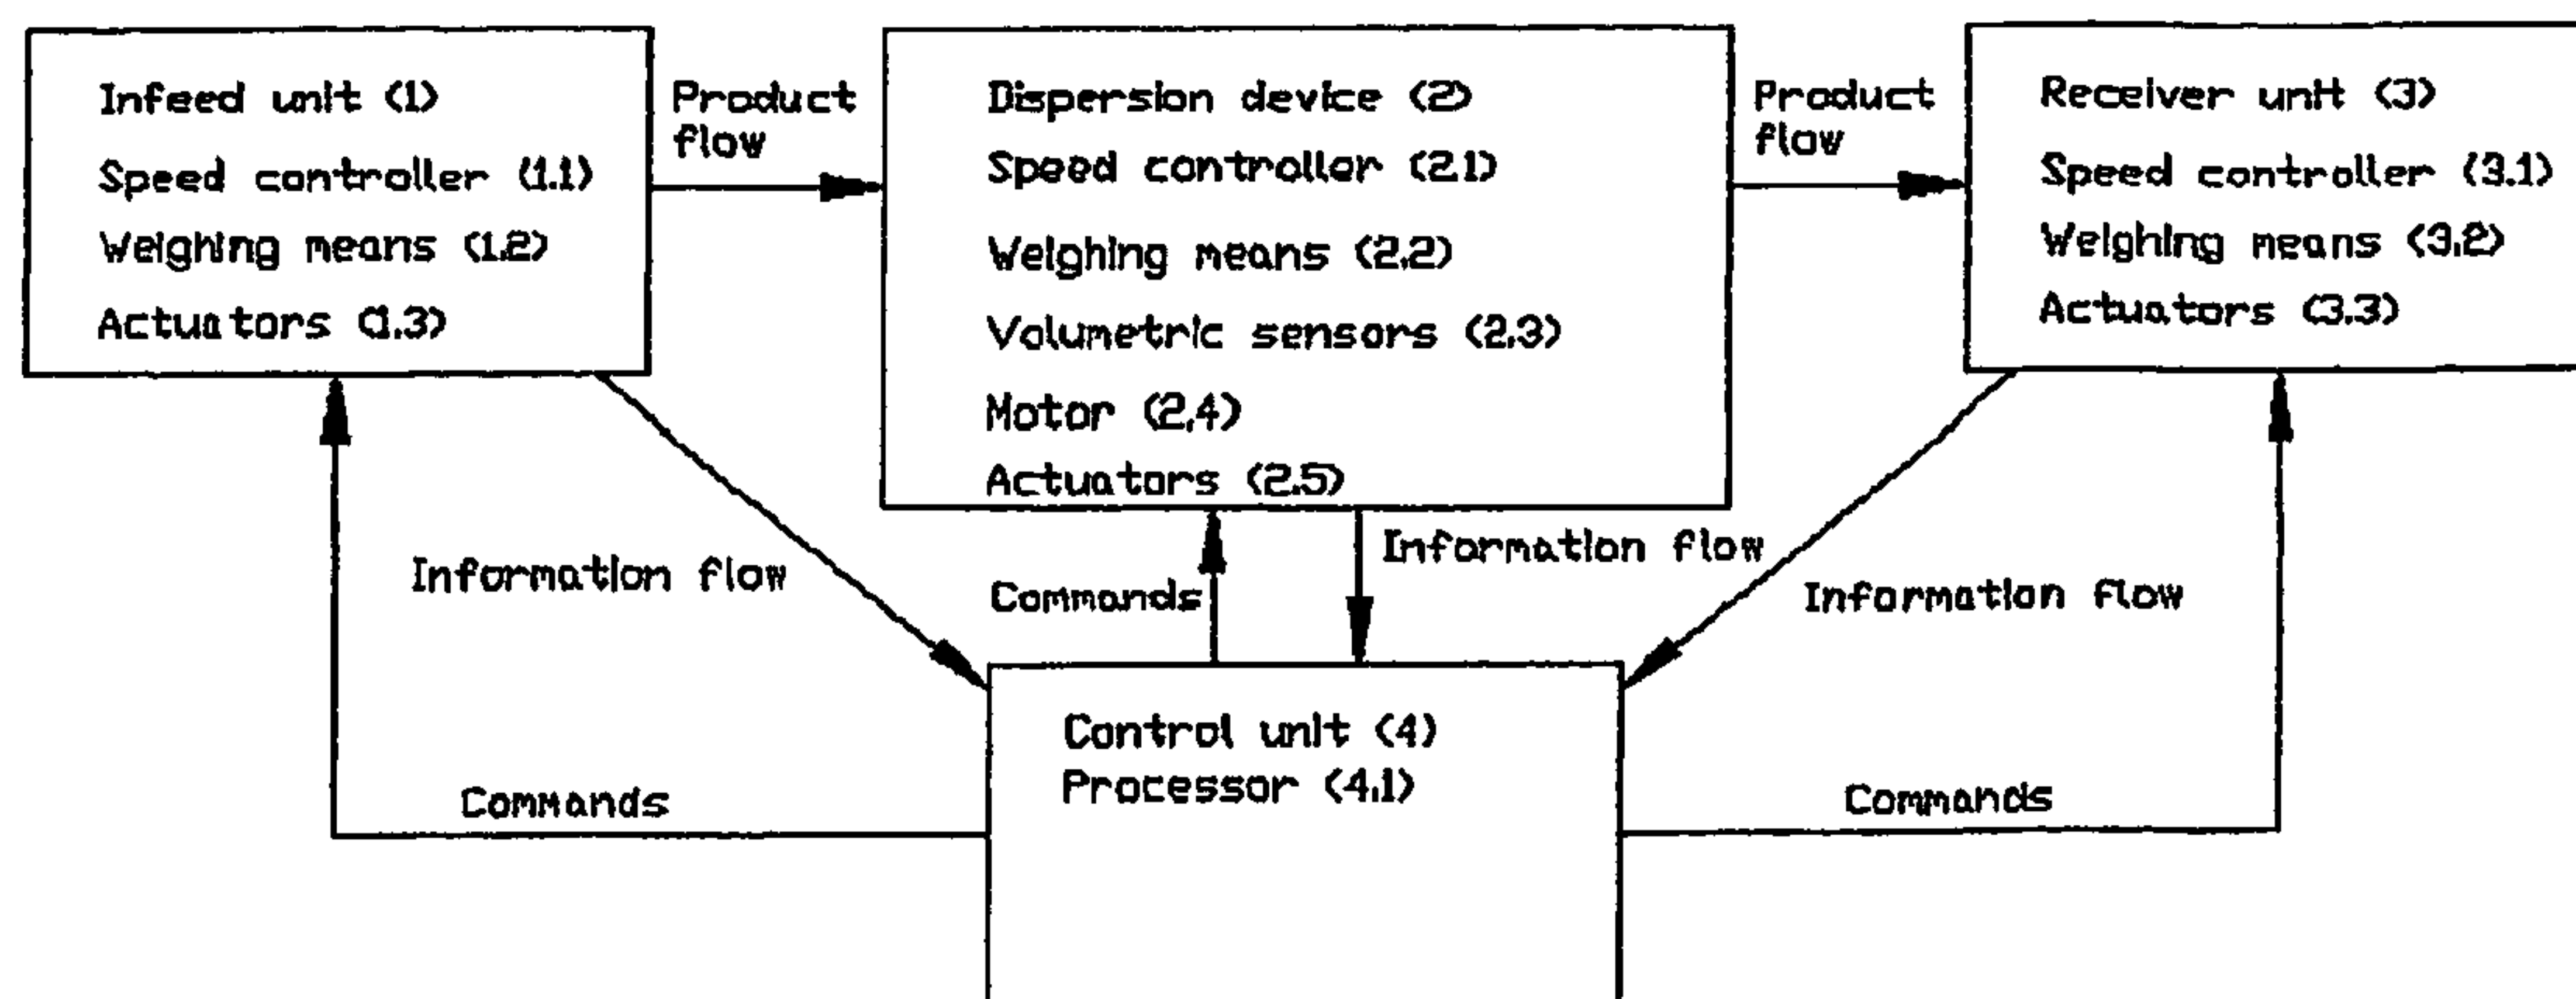 Infeed unit (1)
Speed controller (1.1)
Weighing means (1.2)
Actuators (1.3)
Product
flow
Dispersion device (2)
Speed controller (2.1)
Weighing means (2.2)
Volumetric sensors (2.3)
Motor (2.4)
Actuators (2.5)
Product
flow
Receiver unit (3)
Speed controller (3.1)
Weighing means (3.2)
Actuators (3.3)
Information flow
Commands
Information flow
Information flow
Control unit (4)
Processor (4.1)
Commands
Commands